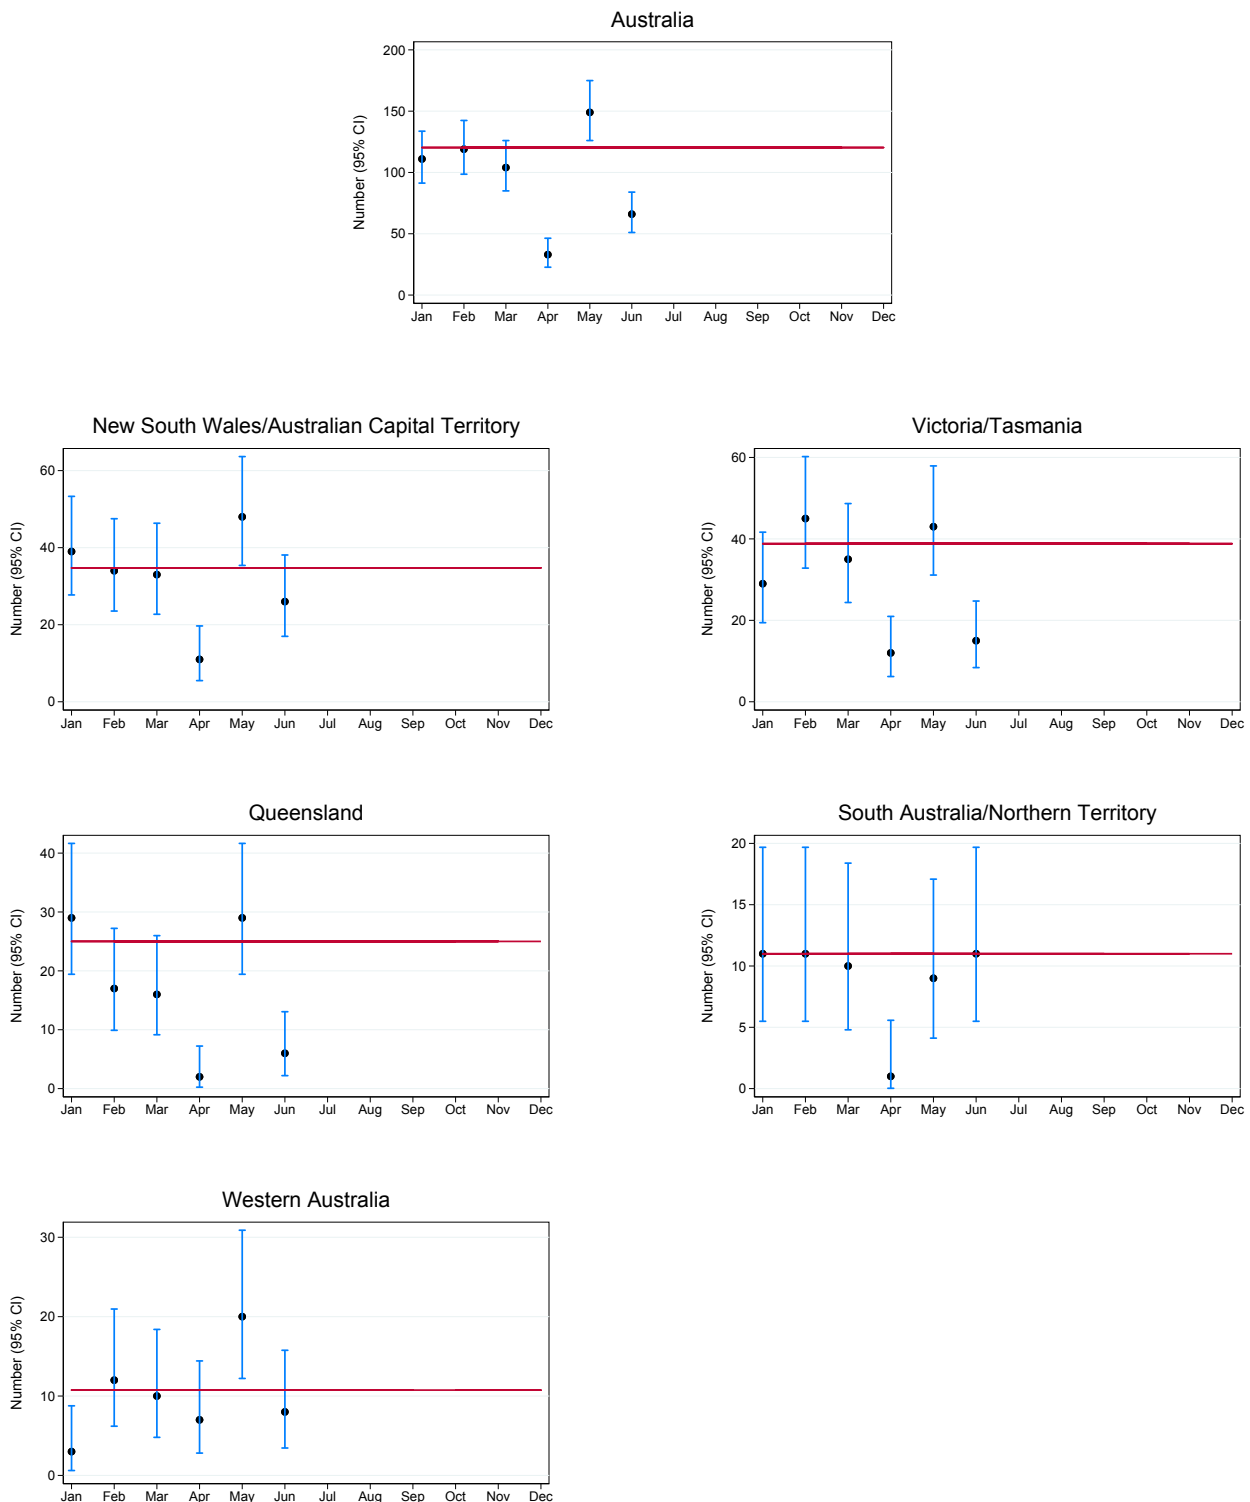 Australia
Number (95% CI)
200
150
100
50
0
Jan Feb Mar Apr May Jun Jul Aug Sep Oct Nov Dec
New South Wales/Australian Capital Territory
Number (95% CI)
60
40
20
0
Jan Feb Mar Apr May Jun Jul Aug Sep Oct Nov Dec
Victoria/Tasmania
Number (95% CI)
60
40
20
0
Jan Feb Mar Apr May Jun Jul Aug Sep Oct Nov Dec
Queensland
Number (95% CI)
40
30
20
10
0
Jan Feb Mar Apr May Jun Jul Aug Sep Oct Nov Dec
South Australia/Northern Territory
Number (95% CI)
20
15
10
5
0
Jan Feb Mar Apr May Jun Jul Aug Sep Oct Nov Dec
Western Australia
Number (95% CI)
30
20
10
0
Jan Feb Mar Apr May Jun Jul Aug Sep Oct Nov Dec